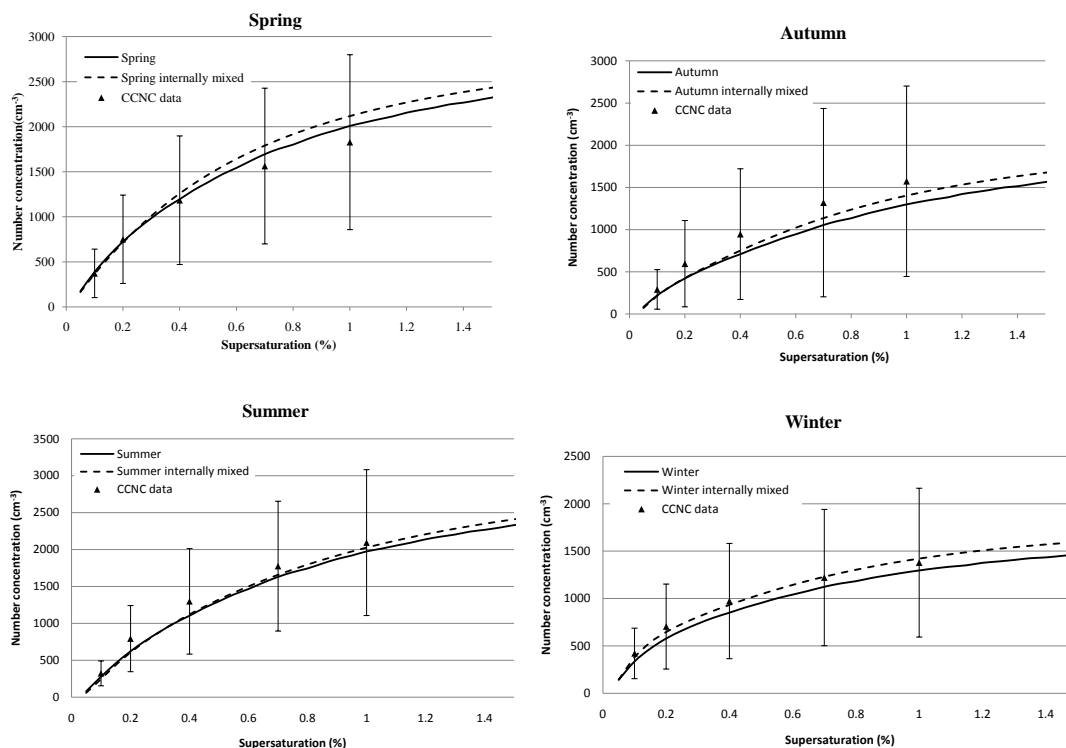 Spring
3000
2500
2000
1500
1000
500
0
Number concentration(cm-3)
Spring
Spring internally mixed
CCNC data
0 0.2 0.4 0.6 0.8 1 1.2 1.4
Supersaturation (%)
Autumn
3000
2500
2000
1500
1000
500
0
Number concentration (cm-3)
Autumn
Autumn internally mixed
CCNC data
0 0.2 0.4 0.6 0.8 1 1.2 1.4
Supersaturation (%)
Summer
3500
3000
2500
2000
1500
1000
500
0
Number concentration (cm-3)
Summer
Summer internally mixed
CCNC data
0 0.2 0.4 0.6 0.8 1 1.2 1.4
Supersaturation (%)
Winter
2500
2000
1500
1000
500
0
Number concentration (cm-3)
Winter
Winter internally mixed
CCNC data
0 0.2 0.4 0.6 0.8 1 1.2 1.4
Supersaturation (%)